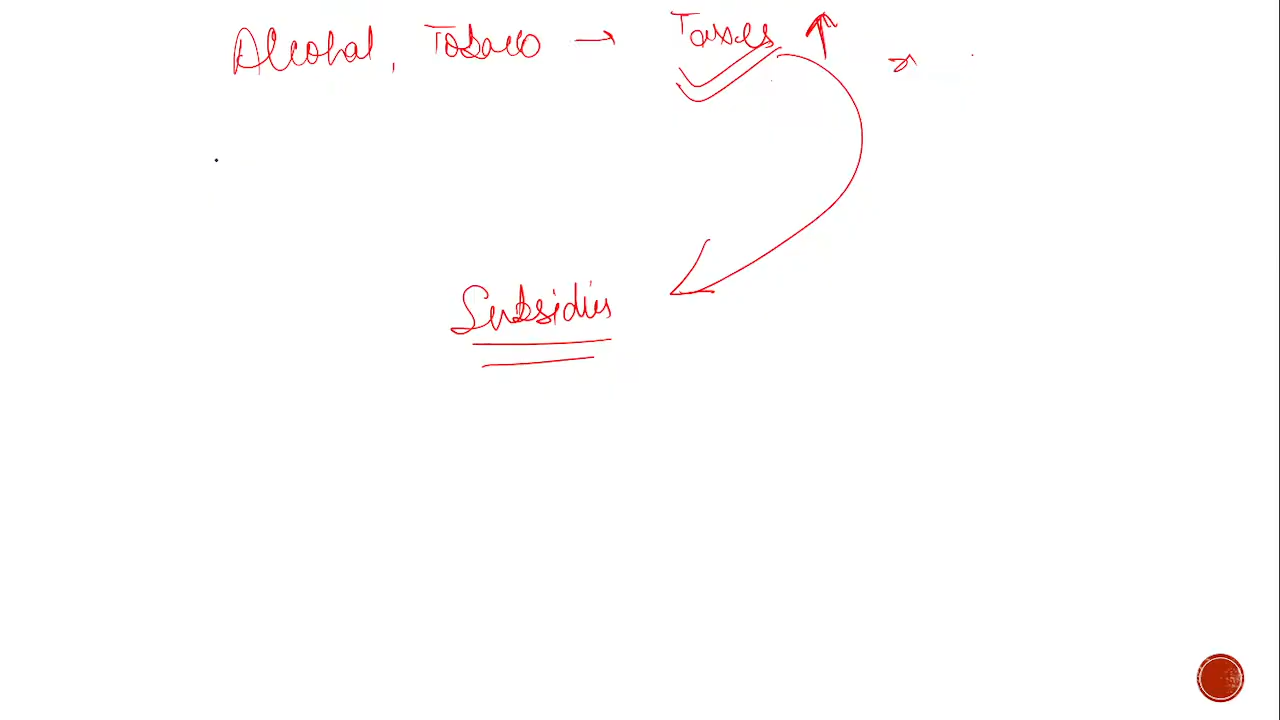 Alcohal, Tobacco → Taxes ↑
Subsidies